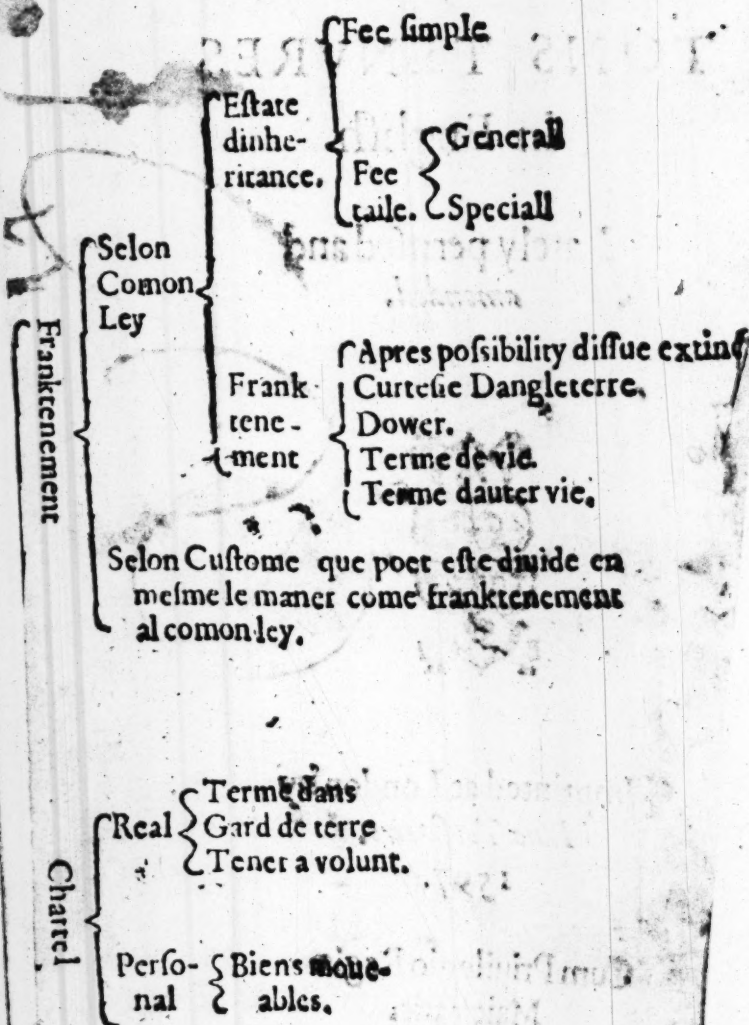 Fee ſimple
Eſtate
dinhe-
ritance.
Generall
Fee
taile.
Speciall
Selon
Comon
Ley
Franktenement
Frank
tene-
ment
Apres poſsibility diſſue extinct
Curteſie Dangleterre.
Dower.
Terme de vie.
Terme dauter vie.
Selon Cuſtome que poet eſte diuide en
meſme le maner come franktenement
al comon ley.
Chattel
Real
Terme dans
Gard de terre
Tener a volunt.
Perſo-
nal
Biens moue-
ables.